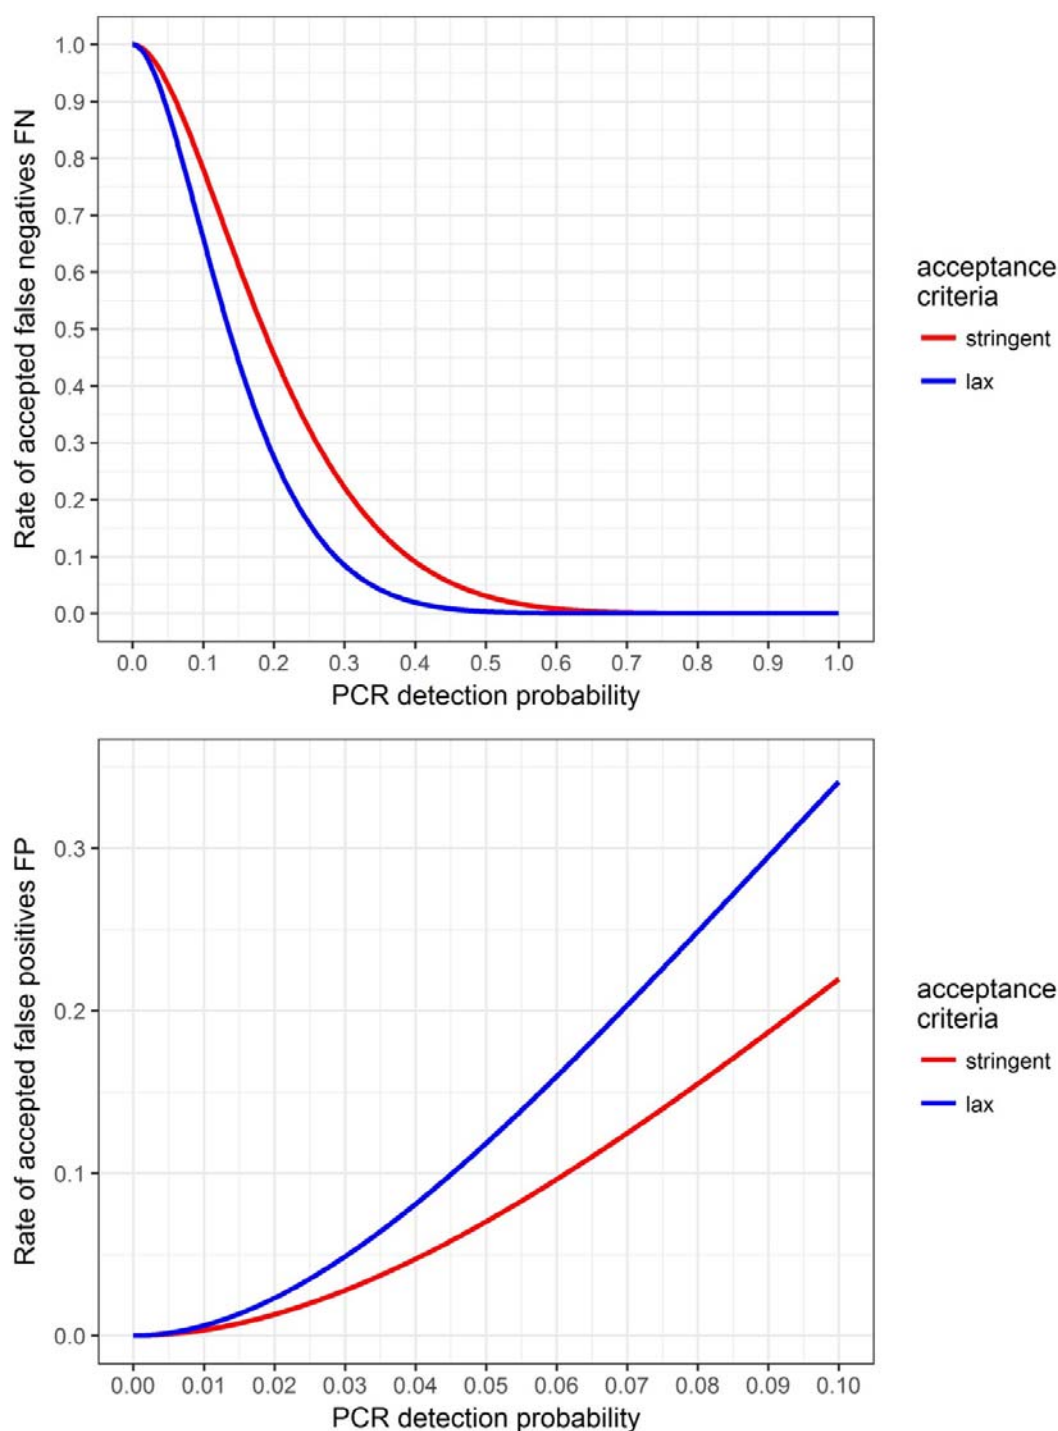 Rate of accepted false negatives FN
1.0
0.9
0.8
0.7
0.6
0.5
0.4
0.3
0.2
0.1
0.0
0.0 0.1 0.2 0.3 0.4 0.5 0.6 0.7 0.8 0.9 1.0
PCR detection probability
acceptance
criteria
stringent
lax
Rate of accepted false positives FP
0.3
0.2
0.1
0.0
0.00 0.01 0.02 0.03 0.04 0.05 0.06 0.07 0.08 0.09 0.10
PCR detection probability
acceptance
criteria
stringent
lax